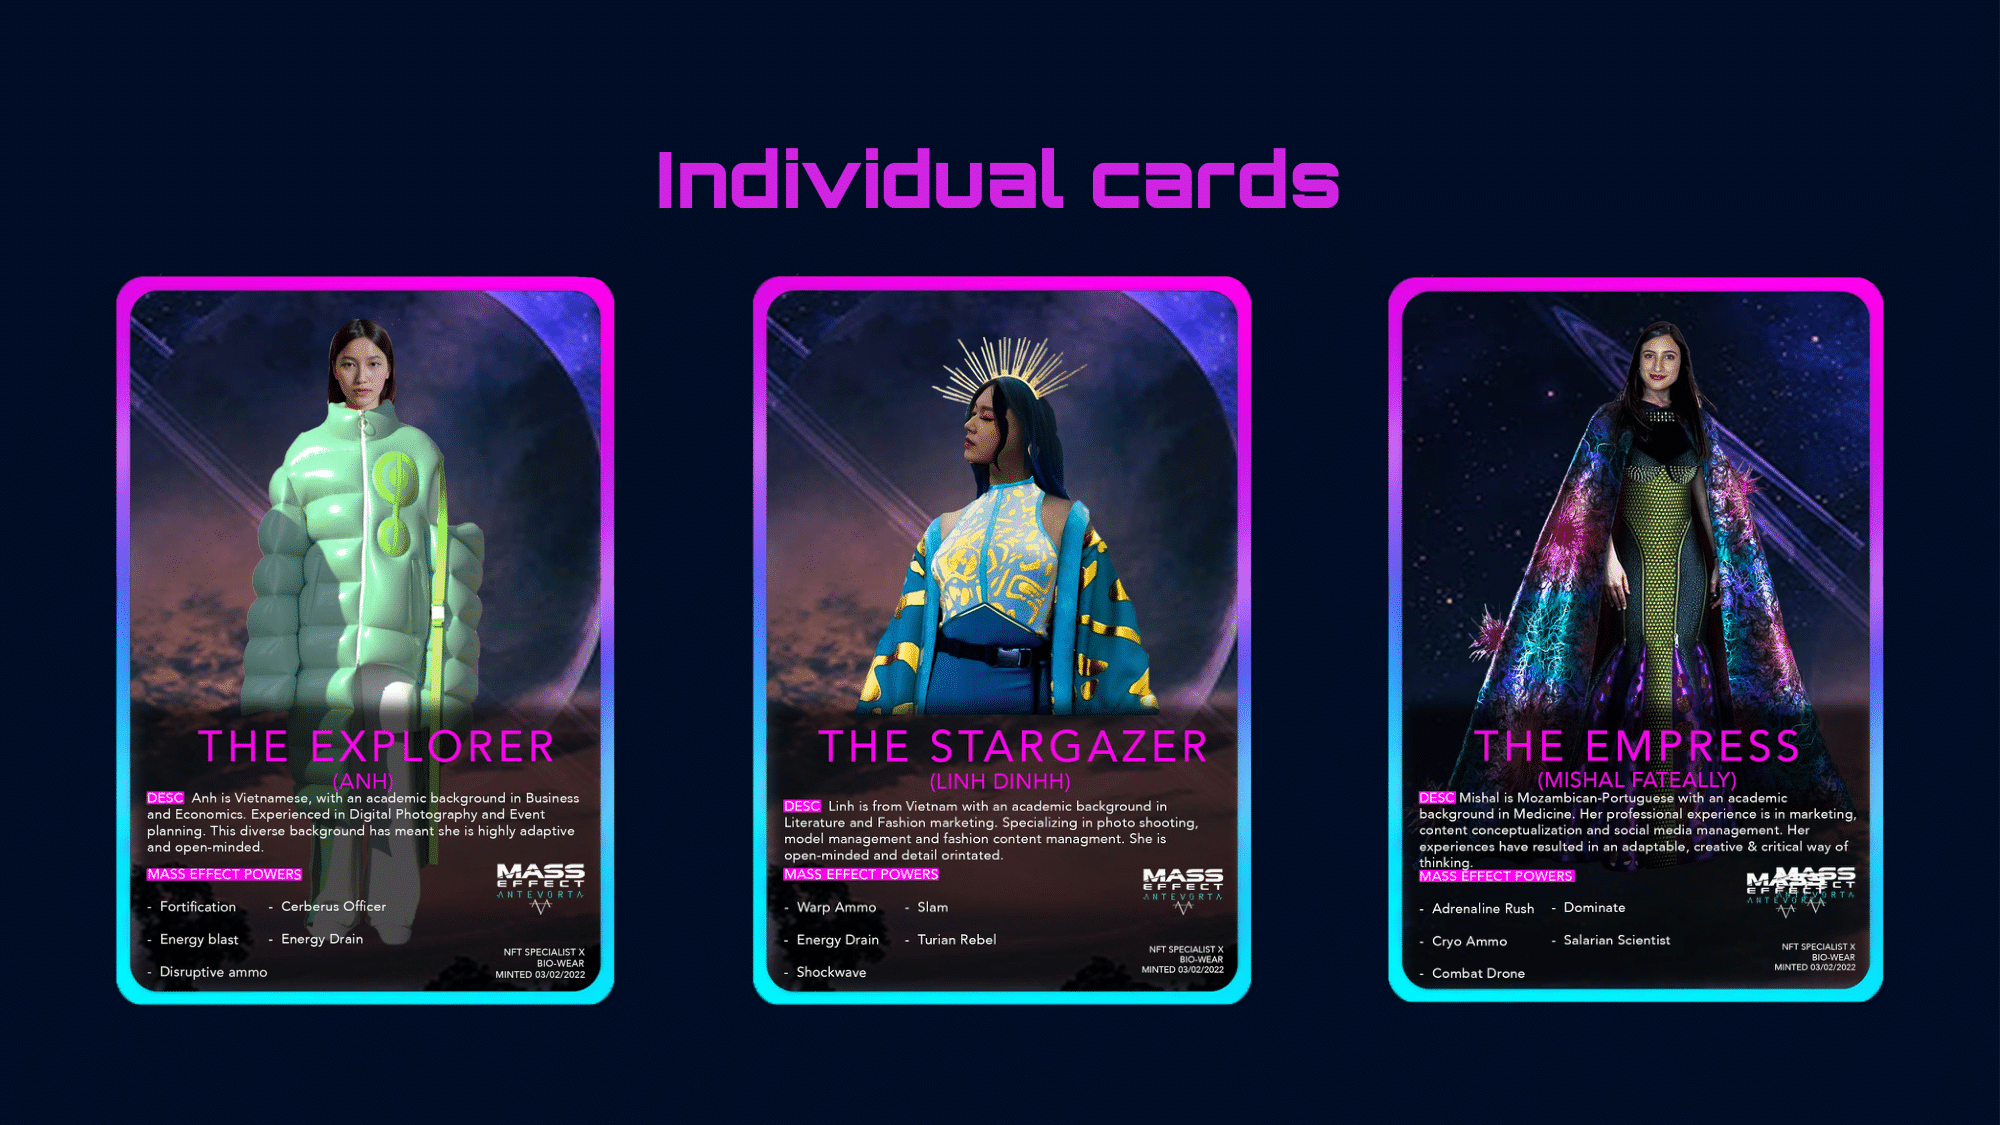 Individual cards
THE EXPLORER
(ANH)
DESC Anh is Vietnamese, with an academic background in Business
and Economics. Experienced in Digital Photography and Event
planning. This diverse background has meant she is highly adaptive
and open-minded.
MASS EFFECT POWERS
- Fortification - Cerberus Officer
- Energy blast - Energy Drain
- Disruptive ammo
MASS
EFFECT
ANTEVORTA
NFT SPECIALIST X
BIO-WEAR
MINTED 03/02/2022
THE STARGAZER
(LINH DINHH)
DESC Linh is from Vietnam with an academic background in
Literature and Fashion marketing. Specializing in photo shooting,
model management and fashion content managment. She is
open-minded and detail orintated.
MASS EFFECT POWERS
- Warp Ammo - Slam
- Energy Drain - Turian Rebel
- Shockwave
MASS
EFFECT
ANTEVORTA
NFT SPECIALIST X
BIO-WEAR
MINTED 03/02/2022
THE EMPRESS
(MISHAL FATEALLY)
DESC Mishal is Mozambican-Portuguese with an academic
background in Medicine. Her professional experience is in marketing,
content conceptualization and social media management. Her
experiences have resulted in an adaptable, creative & critical way of
thinking.
MASS EFFECT POWERS
- Adrenaline Rush - Dominate
- Cryo Ammo - Salarian Scientist
- Combat Drone
MASS
EFFECT
ANTEVORTA
NFT SPECIALIST X
BIO-WEAR
MINTED 03/02/2022